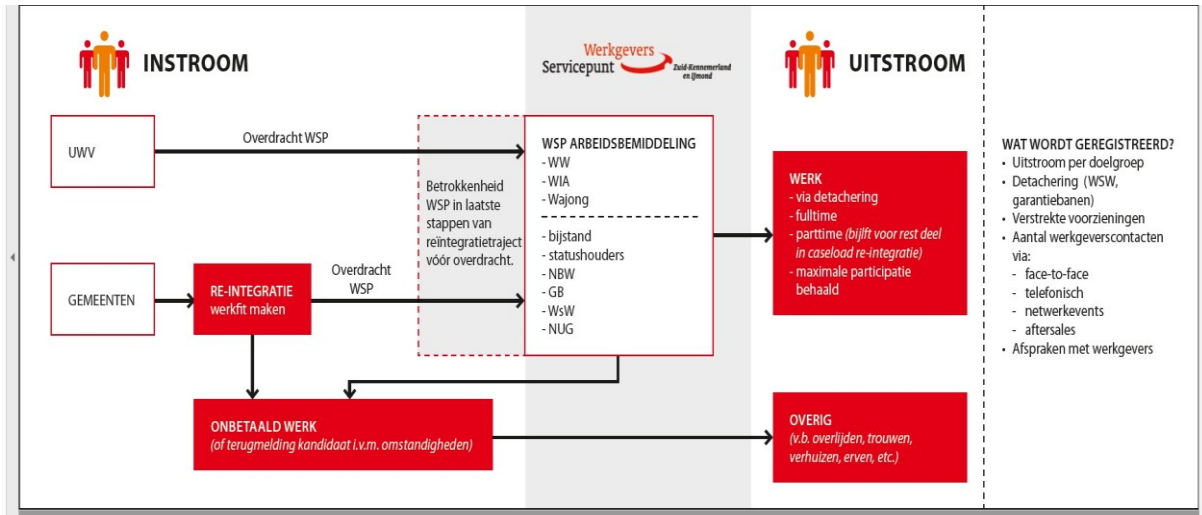 INSTROOM
Werkgevers
Servicepunt
Zuid-Kennemerland
en IJmond
UITSTROOM
UWV
Overdracht WSP
GEMEENTEN
RE-INTEGRATIE
werkfit maken
Overdracht
WSP
Betrokkenheid
WSP in laatste
stappen van
reïntegratietraject
vóór overdracht.
WSP ARBEIDSBEMIDDELING
- WW
- WIA
- Wajong
- bijstand
- statushouders
- NBW
- GB
- WsW
- NUG
WERK
- via detachering
- fulltime
- parttime (bijlft voor rest deel
in caseload re-integratie)
- maximale participatie
behaald
ONBETAALD WERK
(of terugmelding kandidaat i.v.m. omstandigheden)
OVERIG
(v.b. overlijden, trouwen,
verhuizen, erven, etc.)
WAT WORDT GEREGISTREERD?
• Uitstroom per doelgroep
• Detachering (WSW,
garantiebanen)
• Verstrekte voorzieningen
• Aantal werkgeverscontacten
via:
- face-to-face
- telefonisch
- netwerkevents
- aftersales
• Afspraken met werkgevers